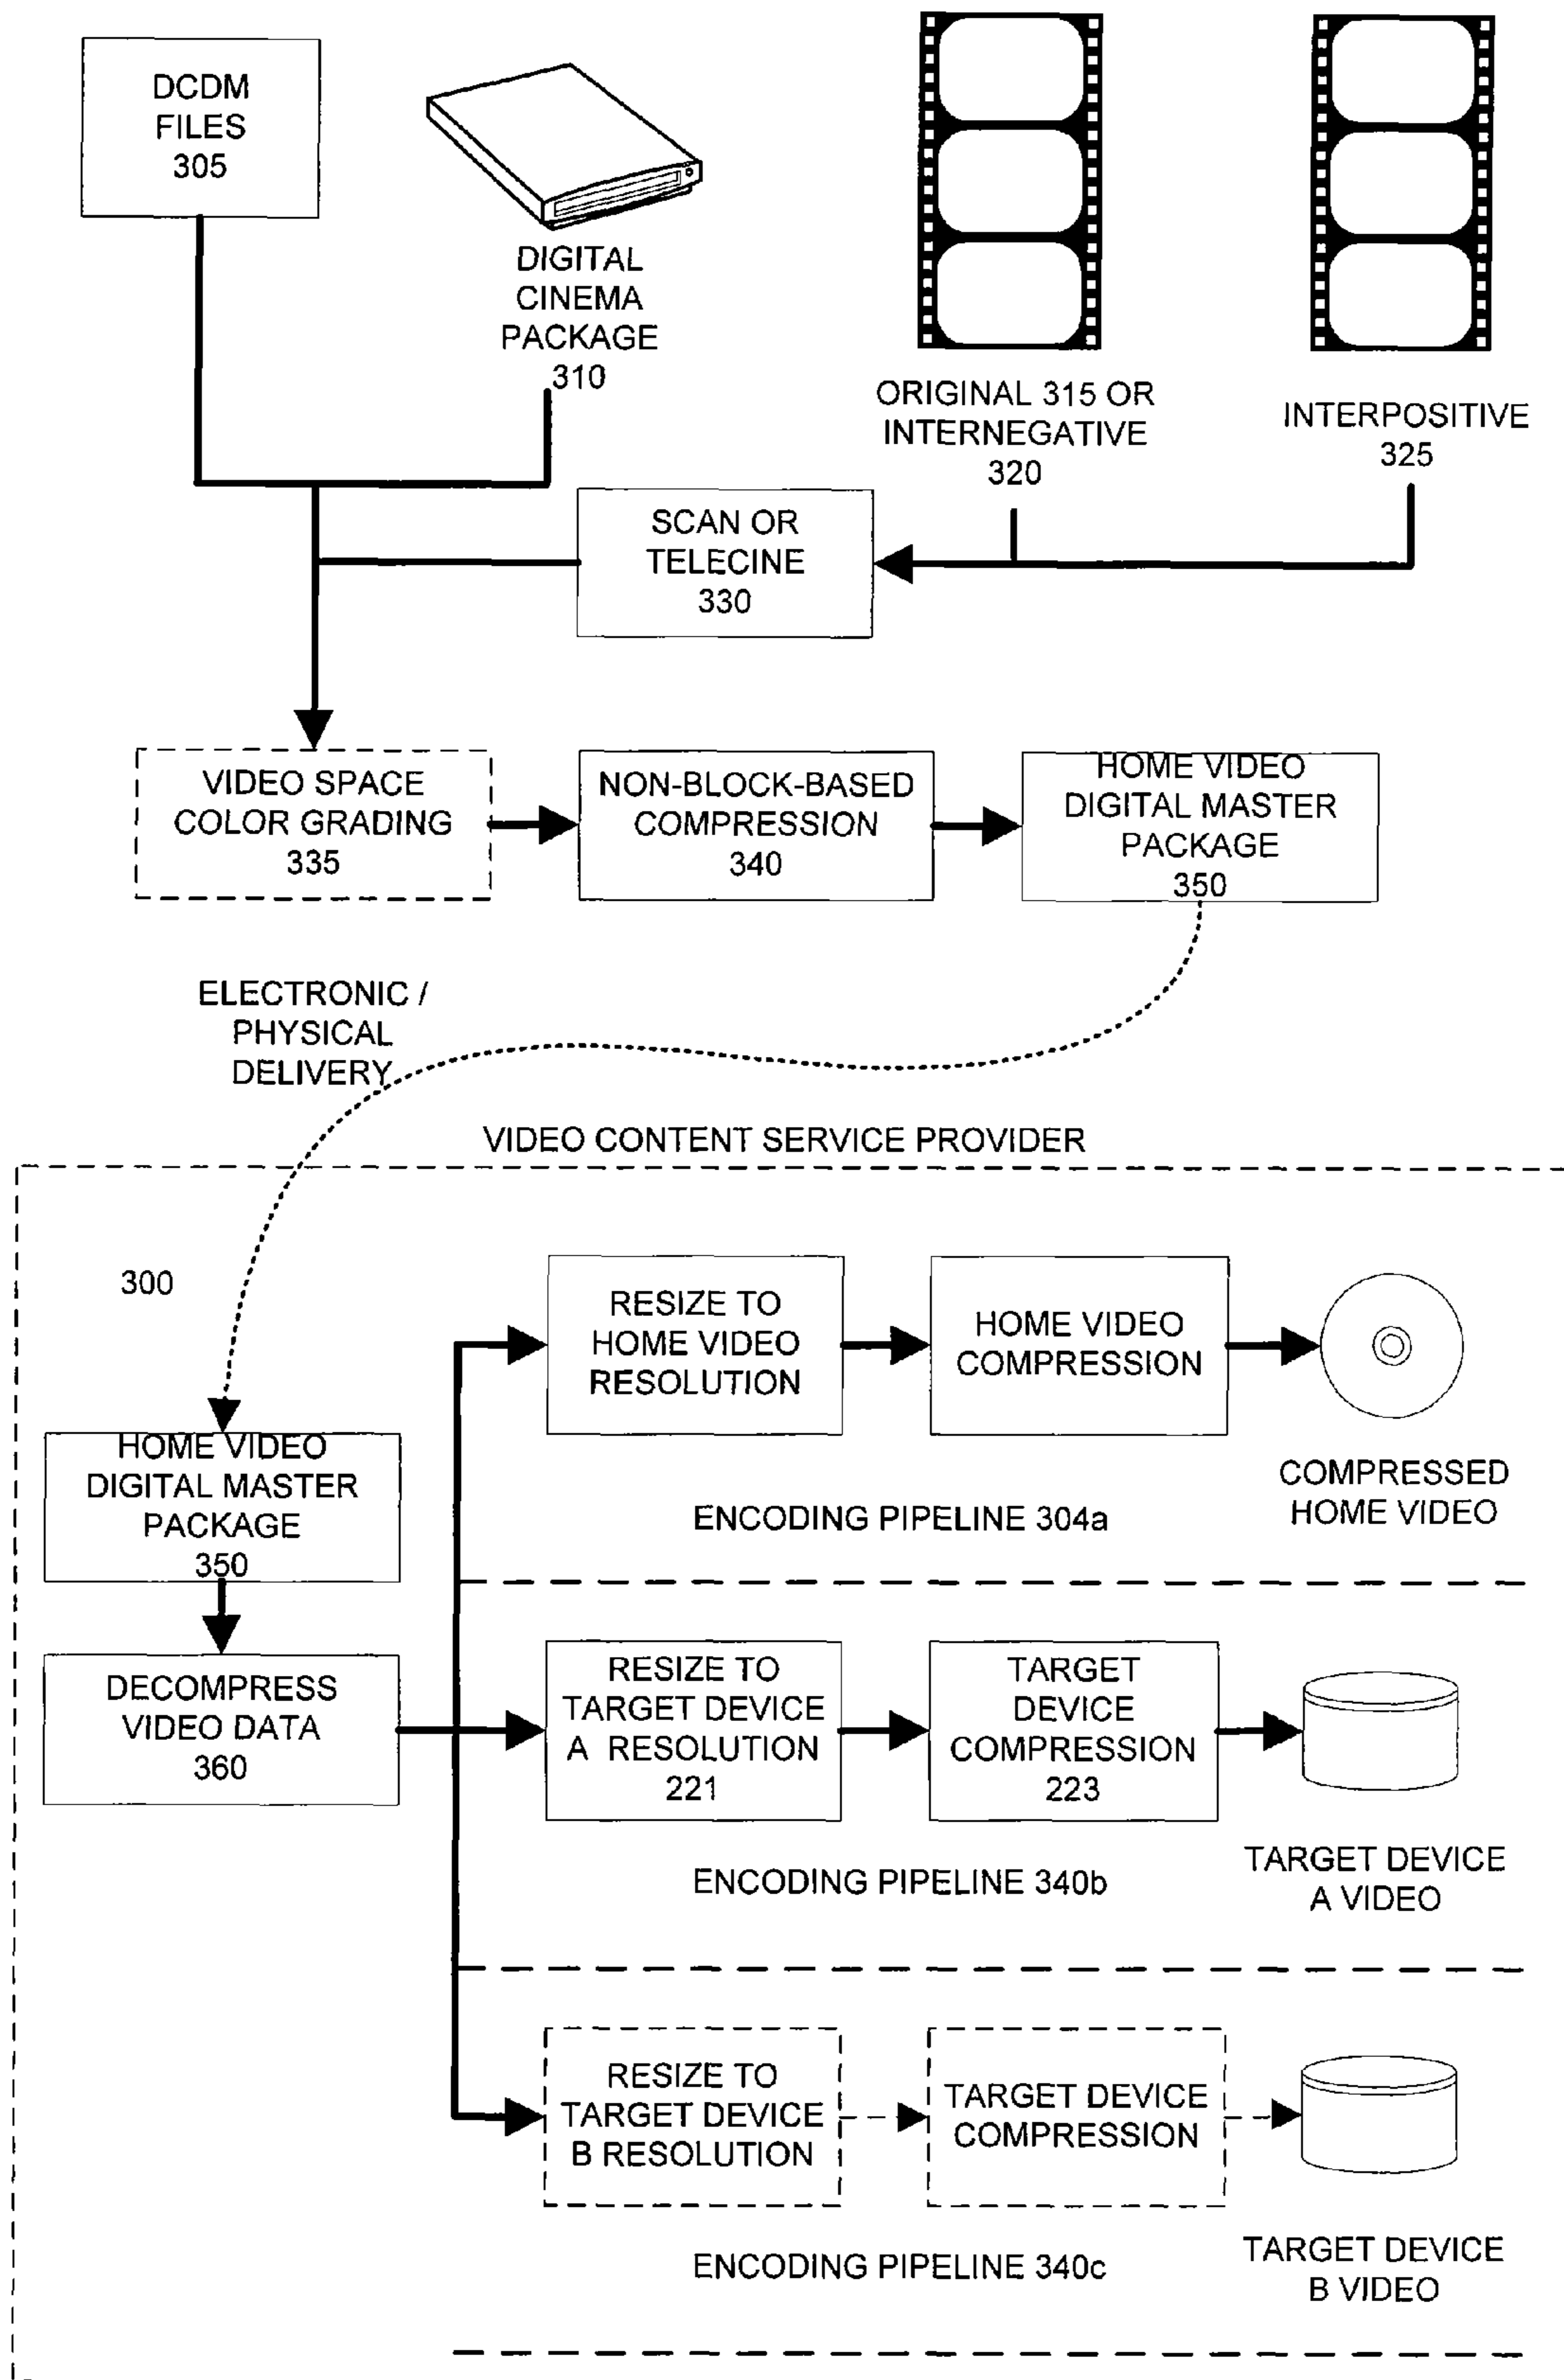 DCDM
FILES
305
DIGITAL
CINEMA
PACKAGE
310
ORIGINAL 315 OR
INTERNEGATIVE
320
INTERPOSITIVE
325
SCAN OR
TELECINE
330
VIDEO SPACE
COLOR GRADING
335
NON-BLOCK-BASED
COMPRESSION
340
HOME VIDEO
DIGITAL MASTER
PACKAGE
350
ELECTRONIC /
PHYSICAL
DELIVERY
VIDEO CONTENT SERVICE PROVIDER
300
RESIZE TO
HOME VIDEO
RESOLUTION
HOME VIDEO
COMPRESSION
COMPRESSED
HOME VIDEO
ENCODING PIPELINE 304a
HOME VIDEO
DIGITAL MASTER
PACKAGE
350
DECOMPRESS
VIDEO DATA
360
RESIZE TO
TARGET DEVICE
A RESOLUTION
221
TARGET
DEVICE
COMPRESSION
223
TARGET DEVICE
A VIDEO
ENCODING PIPELINE 340b
RESIZE TO
TARGET DEVICE
B RESOLUTION
TARGET DEVICE
COMPRESSION
TARGET DEVICE
B VIDEO
ENCODING PIPELINE 340c